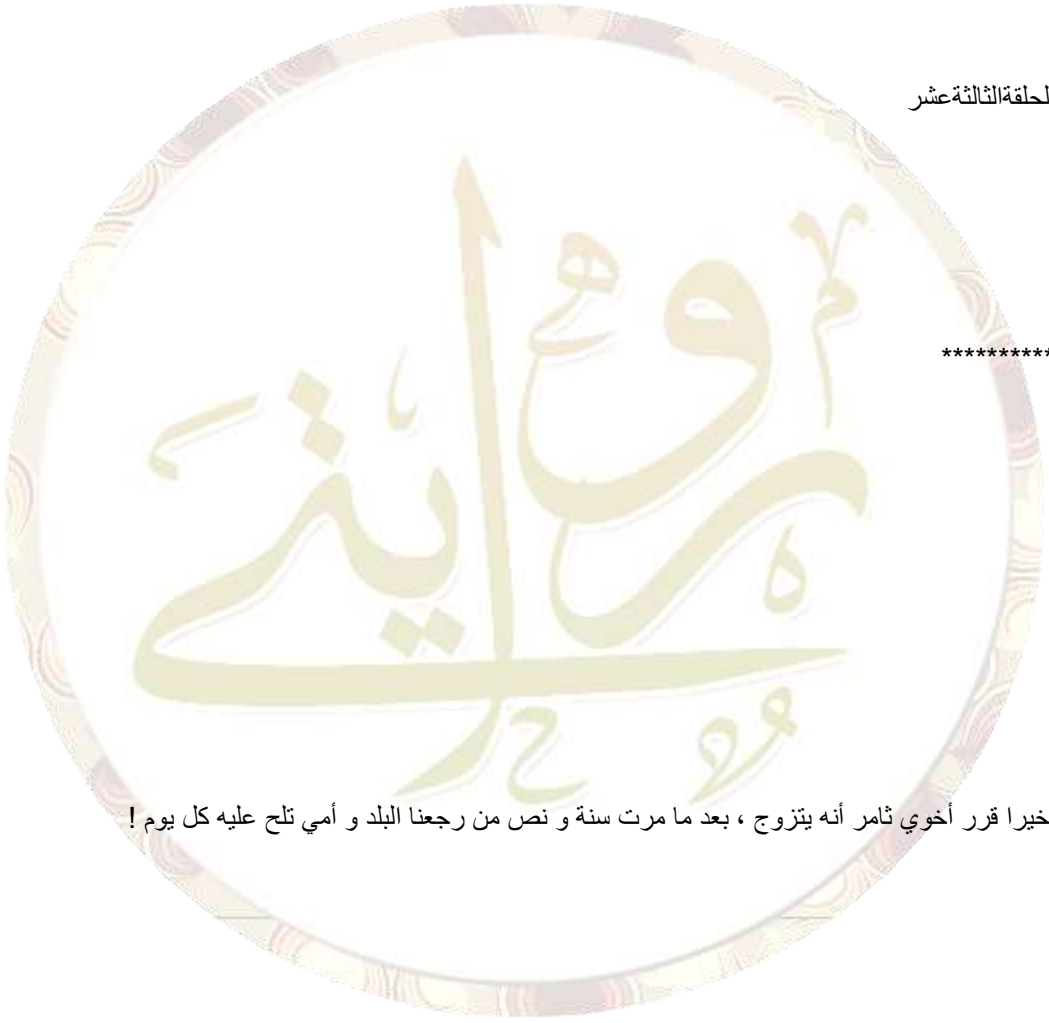 لحلقةالثالثةعشر
**********
روايتي
خيرا قرر أخوي ثامر أنه يتزوج ، بعد ما مرت سنة و نص من رجعنا البلد و أمي تلح عليه كل يوم !